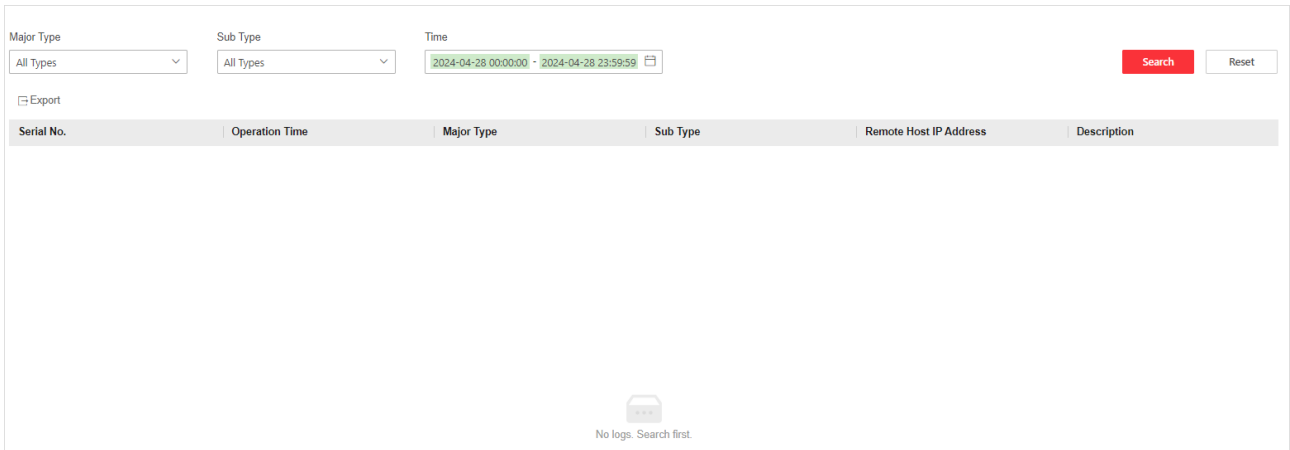 Major Type Sub Type Time
All Types All Types 2024-04-28 00:00:00 - 2024-04-28 23:59:59 Search Reset
Export
Serial No. Operation Time Major Type Sub Type Remote Host IP Address Description
No logs. Search first.